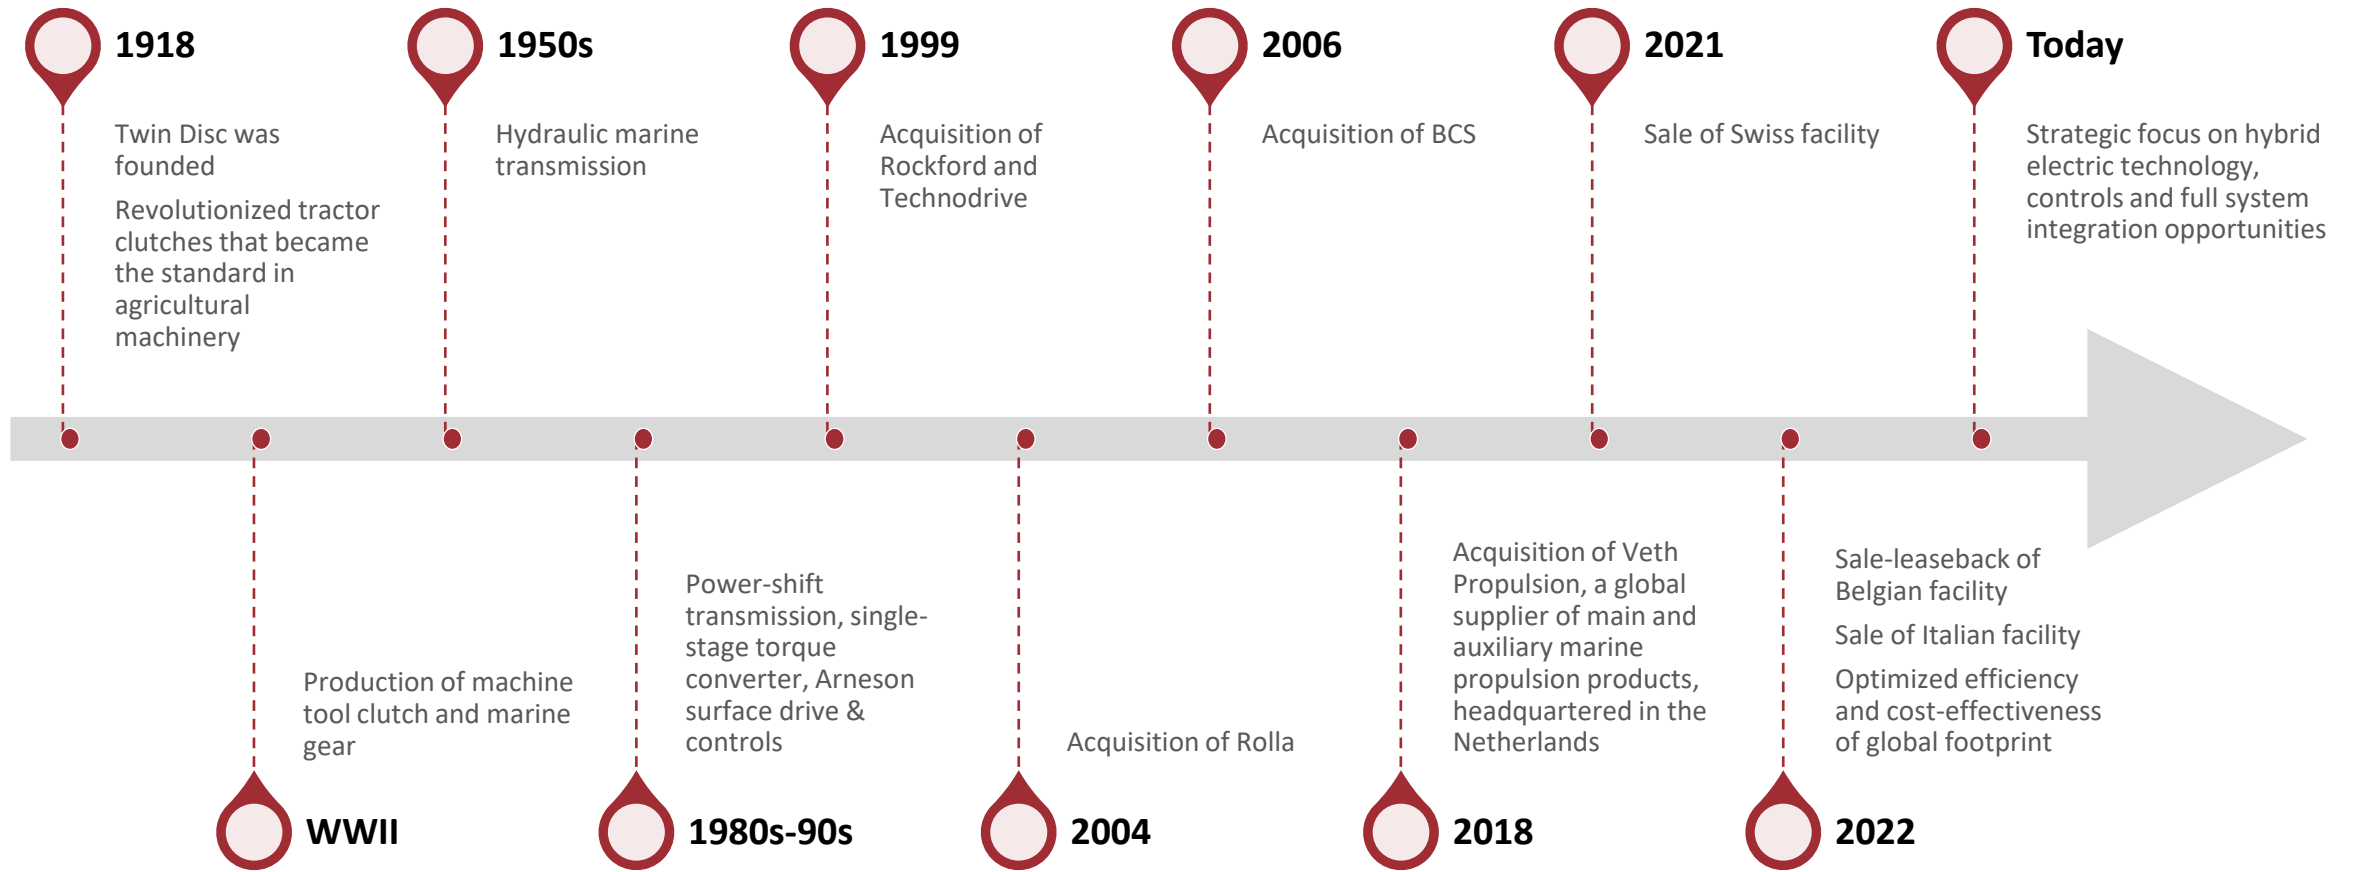 1918
Twin Disc was
founded
Revolutionized tractor
clutches that became
the standard in
agricultural
machinery
1950s
Hydraulic marine
transmission
1999
Acquisition of
Rockford and
Technodrive
2006
Acquisition of BCS
2021
Sale of Swiss facility
Today
Strategic focus on hybrid
electric technology,
controls and full system
integration opportunities
Production of machine
tool clutch and marine
gear
WWII
Power-shift
transmission, single-
stage torque
converter, Arneson
surface drive &
controls
1980s-90s
Acquisition of Rolla
2004
Acquisition of Veth
Propulsion, a global
supplier of main and
auxiliary marine
propulsion products,
headquartered in the
Netherlands
2018
Sale-leaseback of
Belgian facility
Sale of Italian facility
Optimized efficiency
and cost-effectiveness
of global footprint
2022